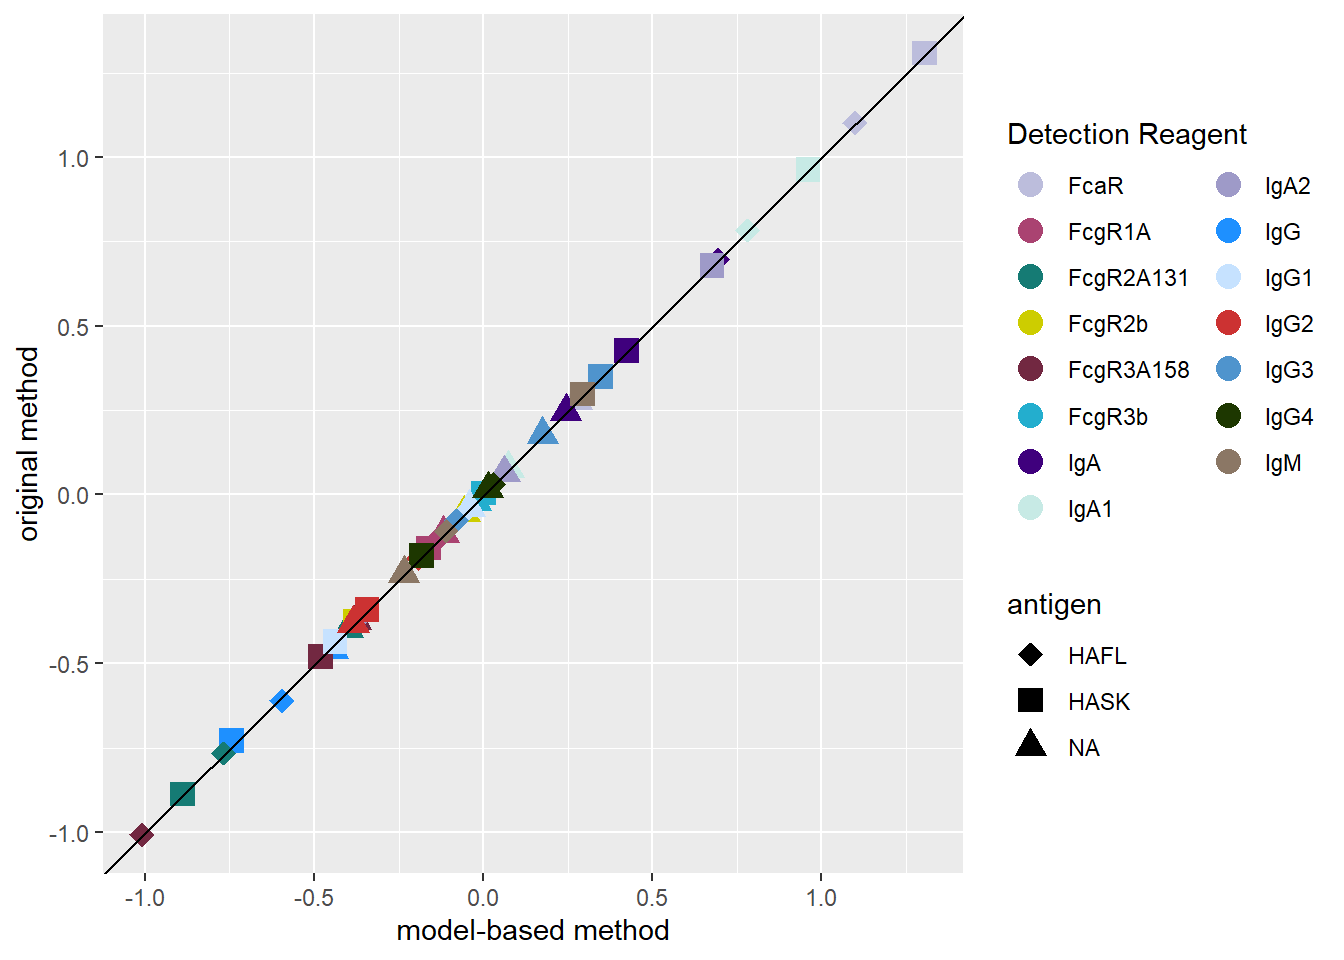 1.0
0.5
0.0
-0.5
-1.0
original method
-1.0
-0.5
0.0
0.5
1.0
model-based method
Detection Reagent
FcaR
FcgR1A
FcgR2A131
FcgR2b
FcgR3A158
FcgR3b
IgA
IgA1
IgA2
IgG
IgG1
IgG2
IgG3
IgG4
IgM
antigen
HAFL
HASK
NA